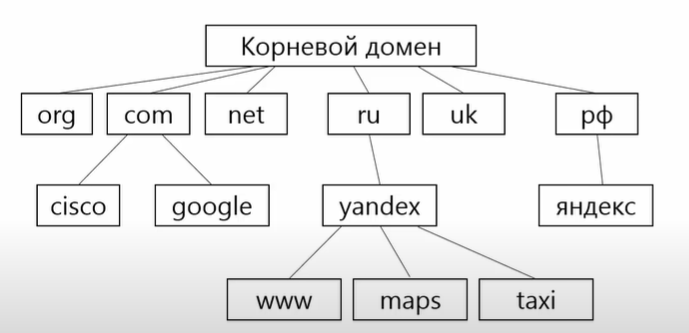 Корневой домен
org
com
net
ru
uk
рф
cisco
google
yandex
яндекс
www
maps
taxi